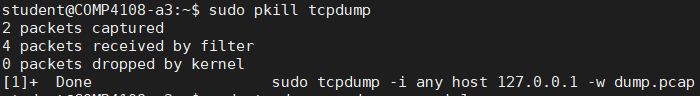 student@COMP4108-a3:~$ sudo pkill tcpdump
2 packets captured
4 packets received by filter
0 packets dropped by kernel
[1]+  Done                    sudo tcpdump -i any host 127.0.0.1 -w dump.pcap